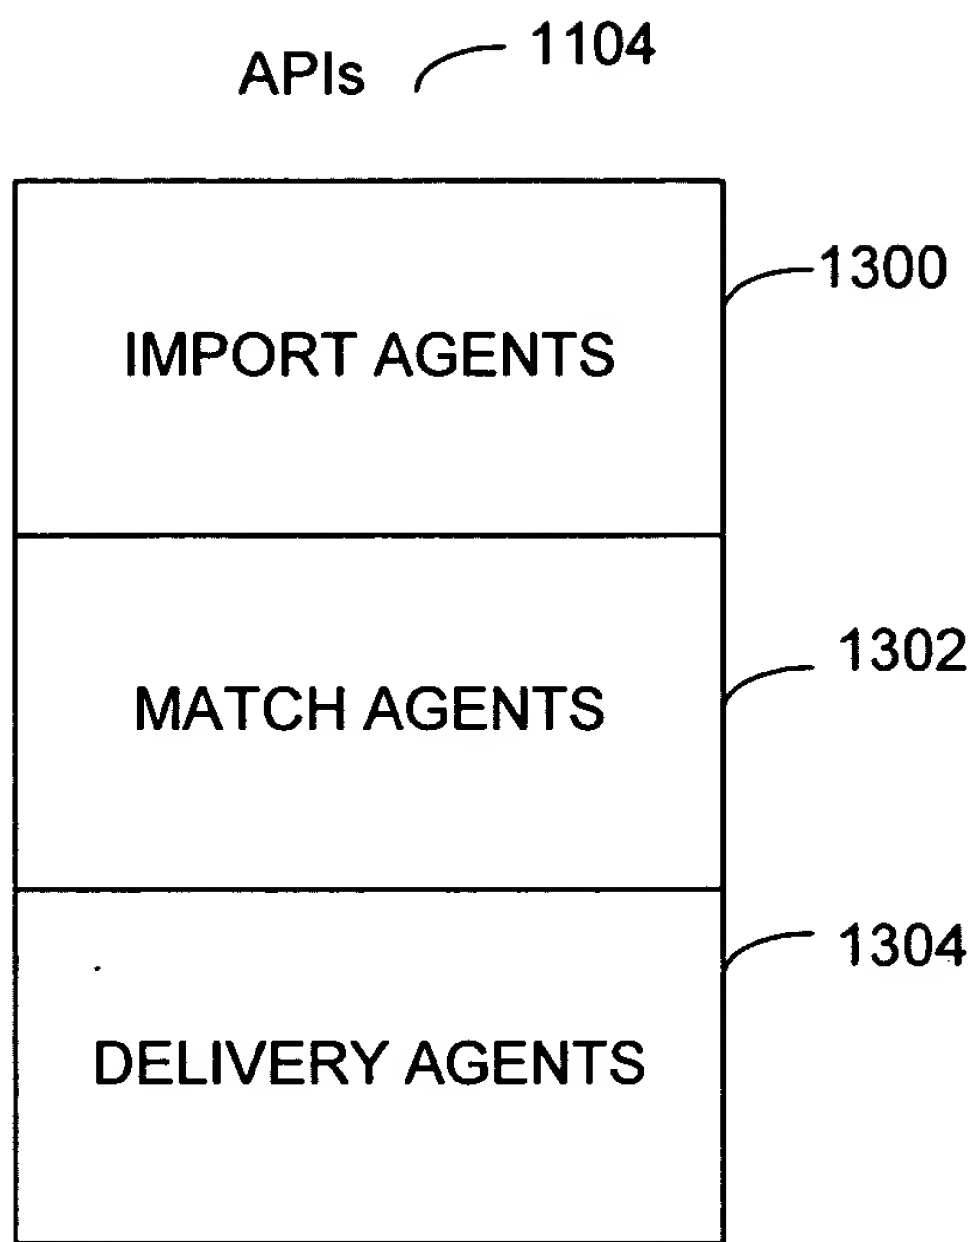 APIs 1104
1300
IMPORT AGENTS
1302
MATCH AGENTS
1304
DELIVERY AGENTS